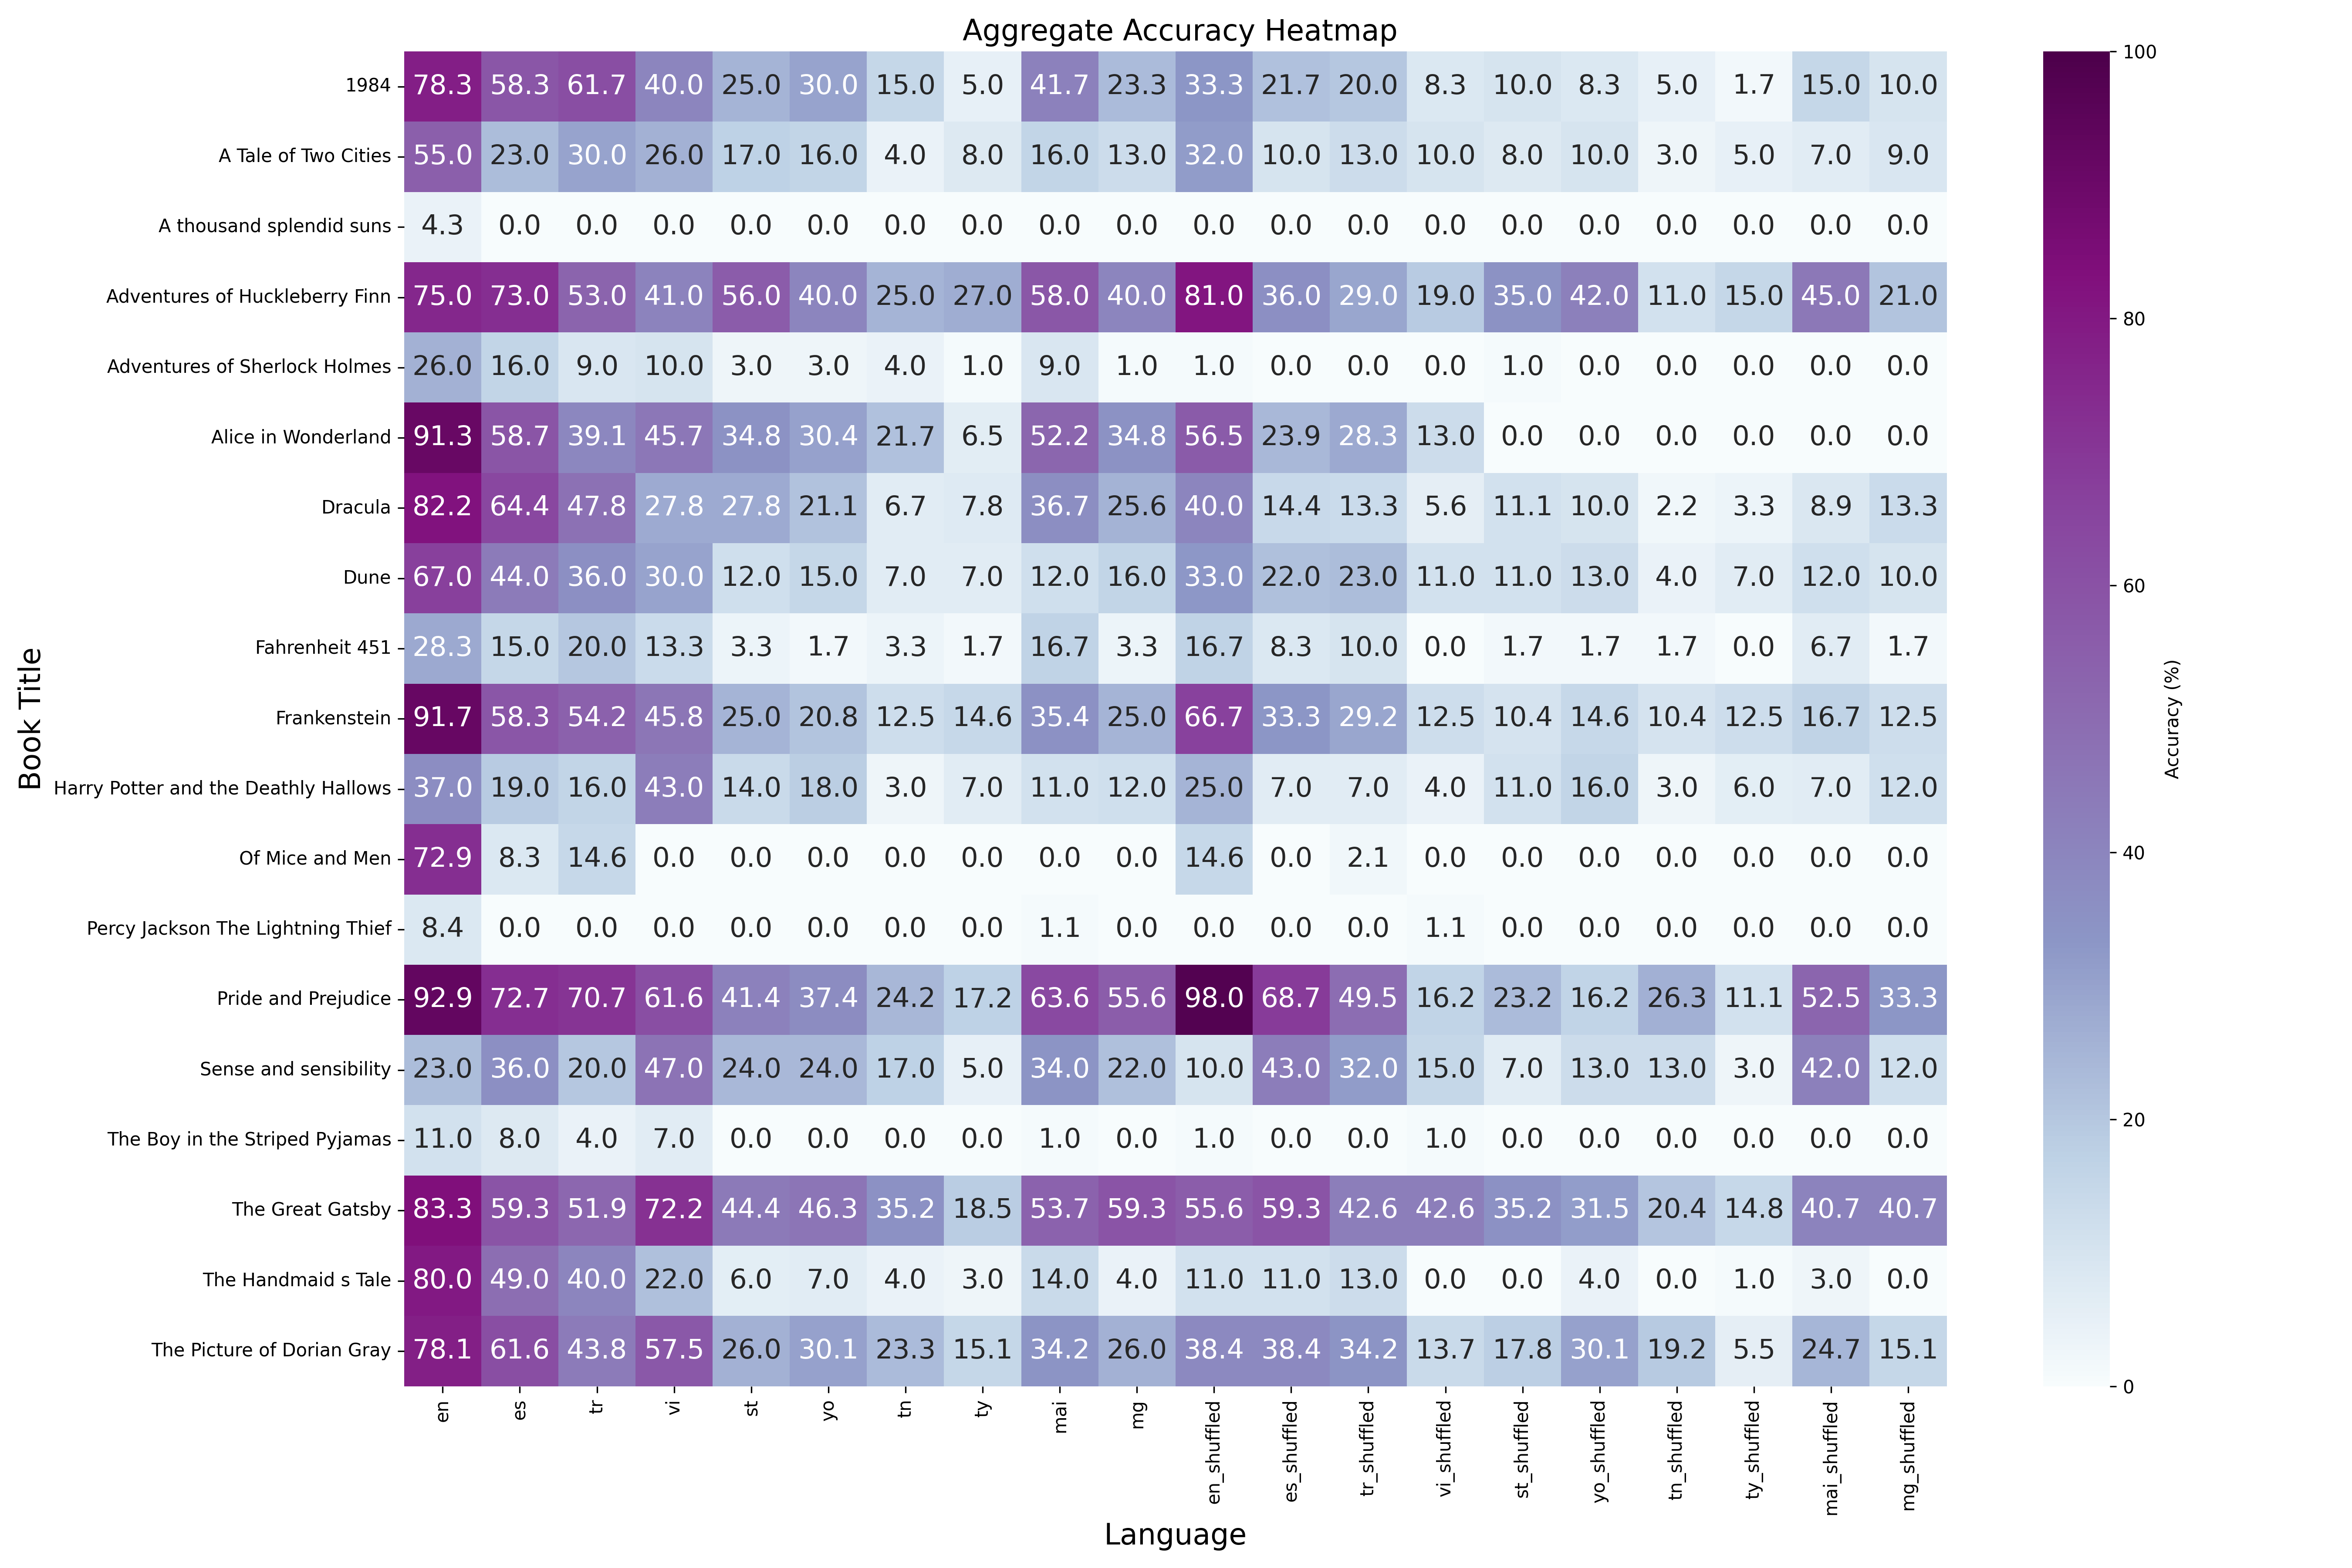 Aggregate Accuracy Heatmap
1984 78.3 58.3 61.7 40.0 25.0 30.0 15.0 5.0 41.7 23.3 33.3 21.7 20.0 8.3 10.0 8.3 5.0 1.7 15.0 10.0
A Tale of Two Cities 55.0 23.0 30.0 26.0 17.0 16.0 4.0 8.0 16.0 13.0 32.0 10.0 13.0 10.0 8.0 10.0 3.0 5.0 7.0 9.0
A thousand splendid suns 4.3 0.0 0.0 0.0 0.0 0.0 0.0 0.0 0.0 0.0 0.0 0.0 0.0 0.0 0.0 0.0 0.0 0.0 0.0 0.0
Adventures of Huckleberry Finn 75.0 73.0 53.0 41.0 56.0 40.0 25.0 27.0 58.0 40.0 81.0 36.0 29.0 19.0 35.0 42.0 11.0 15.0 45.0 21.0
Adventures of Sherlock Holmes 26.0 16.0 9.0 10.0 3.0 3.0 4.0 1.0 9.0 1.0 1.0 0.0 0.0 0.0 1.0 0.0 0.0 0.0 0.0 0.0
Alice in Wonderland 91.3 58.7 39.1 45.7 34.8 30.4 21.7 6.5 52.2 34.8 56.5 23.9 28.3 13.0 0.0 0.0 0.0 0.0 0.0 0.0
Dracula 82.2 64.4 47.8 27.8 27.8 21.1 6.7 7.8 36.7 25.6 40.0 14.4 13.3 5.6 11.1 10.0 2.2 3.3 8.9 13.3
Dune 67.0 44.0 36.0 30.0 12.0 15.0 7.0 7.0 12.0 16.0 33.0 22.0 23.0 11.0 11.0 13.0 4.0 7.0 12.0 10.0
Fahrenheit 451 28.3 15.0 20.0 13.3 3.3 1.7 3.3 1.7 16.7 3.3 16.7 8.3 10.0 0.0 1.7 1.7 1.7 0.0 6.7 1.7
Frankenstein 91.7 58.3 54.2 45.8 25.0 20.8 12.5 14.6 35.4 25.0 66.7 33.3 29.2 12.5 10.4 14.6 10.4 12.5 16.7 12.5
Harry Potter and the Deathly Hallows 37.0 19.0 16.0 43.0 14.0 18.0 3.0 7.0 11.0 12.0 25.0 7.0 7.0 4.0 11.0 16.0 3.0 6.0 7.0 12.0
Of Mice and Men 72.9 8.3 14.6 0.0 0.0 0.0 0.0 0.0 0.0 0.0 14.6 0.0 2.1 0.0 0.0 0.0 0.0 0.0 0.0 0.0
Percy Jackson The Lightning Thief 8.4 0.0 0.0 0.0 0.0 0.0 0.0 0.0 1.1 0.0 0.0 0.0 0.0 1.1 0.0 0.0 0.0 0.0 0.0 0.0
Pride and Prejudice 92.9 72.7 70.7 61.6 41.4 37.4 24.2 17.2 63.6 55.6 98.0 68.7 49.5 16.2 23.2 16.2 26.3 11.1 52.5 33.3
Sense and sensibility 23.0 36.0 20.0 47.0 24.0 24.0 17.0 5.0 34.0 22.0 10.0 43.0 32.0 15.0 7.0 13.0 13.0 3.0 42.0 12.0
The Boy in the Striped Pyjamas 11.0 8.0 4.0 7.0 0.0 0.0 0.0 0.0 1.0 0.0 1.0 0.0 0.0 1.0 0.0 0.0 0.0 0.0 0.0 0.0
The Great Gatsby 83.3 59.3 51.9 72.2 44.4 46.3 35.2 18.5 53.7 59.3 55.6 59.3 42.6 42.6 35.2 31.5 20.4 14.8 40.7 40.7
The Handmaid s Tale 80.0 49.0 40.0 22.0 6.0 7.0 4.0 3.0 14.0 4.0 11.0 11.0 13.0 0.0 0.0 4.0 0.0 1.0 3.0 0.0
The Picture of Dorian Gray 78.1 61.6 43.8 57.5 26.0 30.1 23.3 15.1 34.2 26.0 38.4 38.4 34.2 13.7 17.8 30.1 19.2 5.5 24.7 15.1
en es tr vi st yo tn ty mai mg en_shuffled es_shuffled tr_shuffled vi_shuffled st_shuffled yo_shuffled tn_shuffled ty_shuffled mai_shuffled mg_shuffled
Language
Book Title
100
80
60
40
20
0
Accuracy (%)